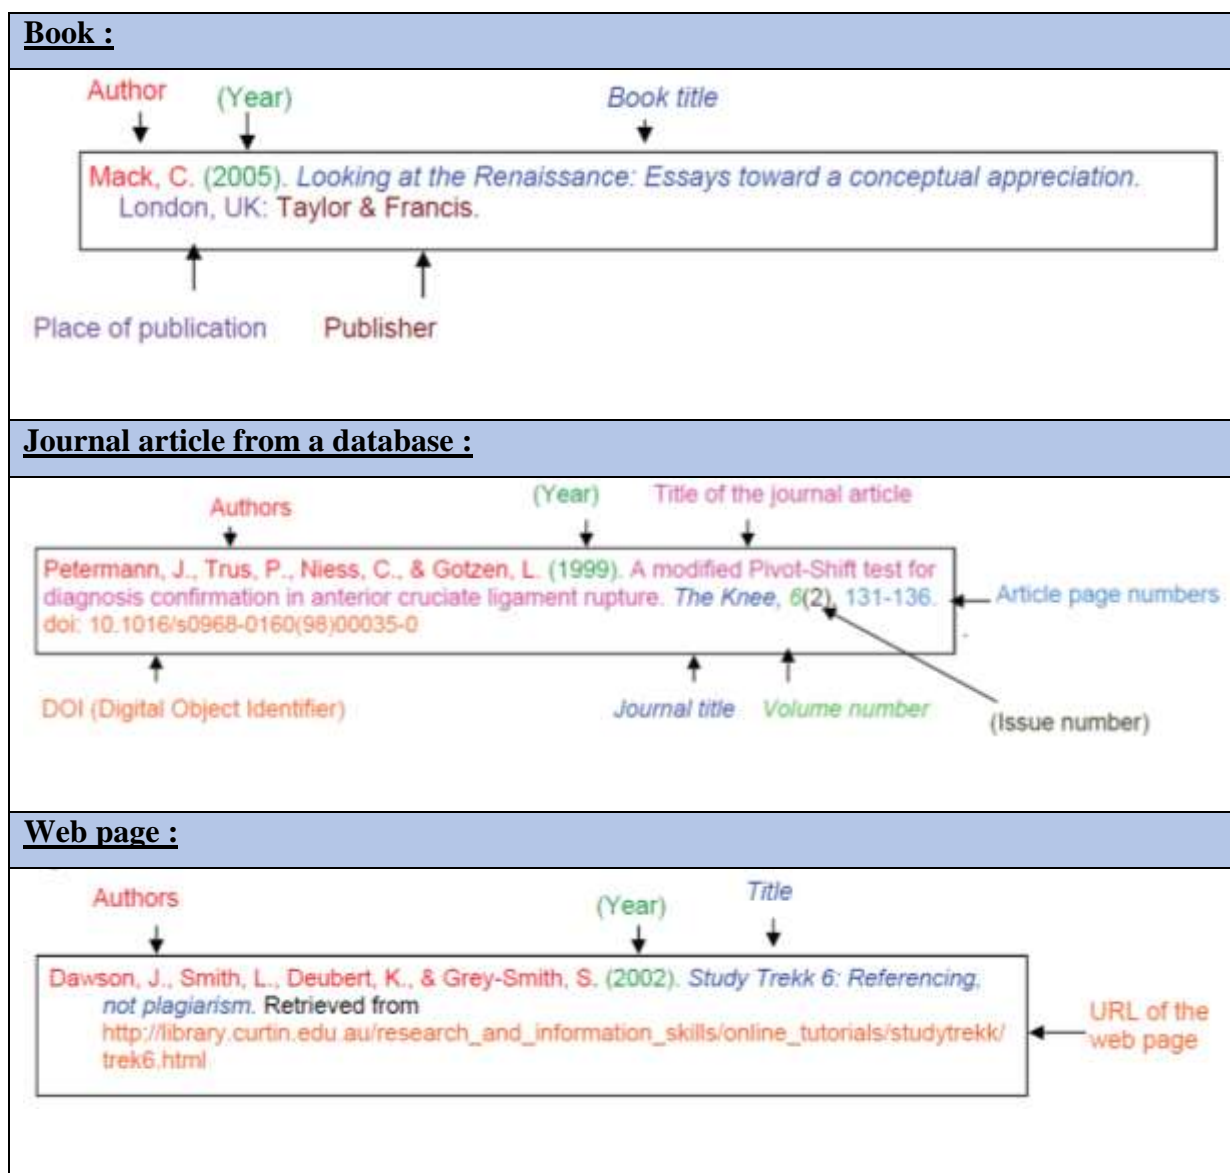 Book :
Author (Year) Book title
Mack, C. (2005). Looking at the Renaissance: Essays toward a conceptual appreciation.
London, UK: Taylor & Francis.
Place of publication Publisher
Journal article from a database :
Authors (Year) Title of the journal article
Petermann, J., Trus, P., Niess, C., & Gotzen, L. (1999). A modified Pivot-Shift test for
diagnosis confirmation in anterior cruciate ligament rupture. The Knee, 6(2), 131-136.
doi: 10.1016/s0968-0160(98)00035-0
Article page numbers
DOI (Digital Object Identifier) Journal title Volume number (Issue number)
Web page :
Authors (Year) Title
Dawson, J., Smith, L., Deubert, K., & Grey-Smith, S. (2002). Study Trekk 6: Referencing,
not plagiarism. Retrieved from
http://library.curtin.edu.au/research_and_information_skills/online_tutorials/studytrekk/
trek6.html
URL of the
web page